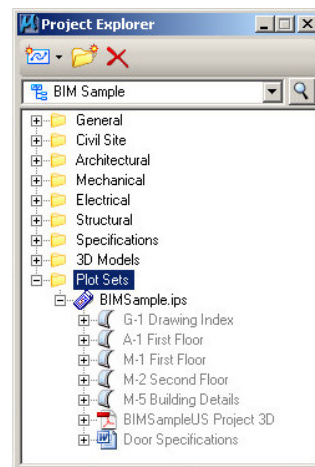 Project Explorer
BIM Sample
General
Civil Site
Architectural
Mechanical
Electrical
Structural
Specifications
3D Models
Plot Sets
BIMSample.ips
G-1 Drawing Index
A-1 First Floor
M-1 First Floor
M-2 Second Floor
M-5 Building Details
BIMSampleUS Project 3D
Door Specifications